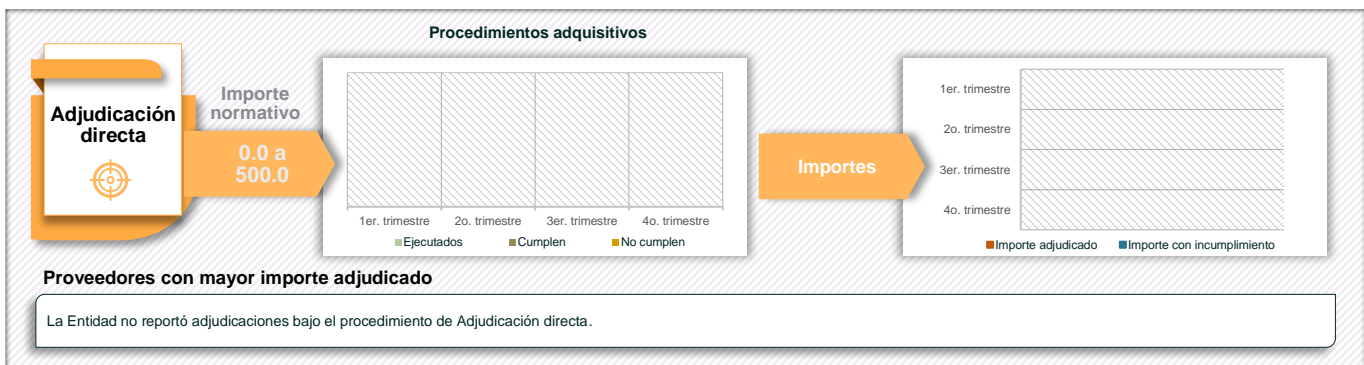 Procedimientos adquisitivos
Adjudicación
directa
Importe
normativo
0.0 a
500.0
1er. trimestre 2o. trimestre 3er. trimestre 4o. trimestre
Ejecutados Cumplen No cumplen
Importes
1er. trimestre
2o. trimestre
3er. trimestre
4o. trimestre
Importe adjudicado Importe con incumplimiento
Proveedores con mayor importe adjudicado
La Entidad no reportó adjudicaciones bajo el procedimiento de Adjudicación directa.